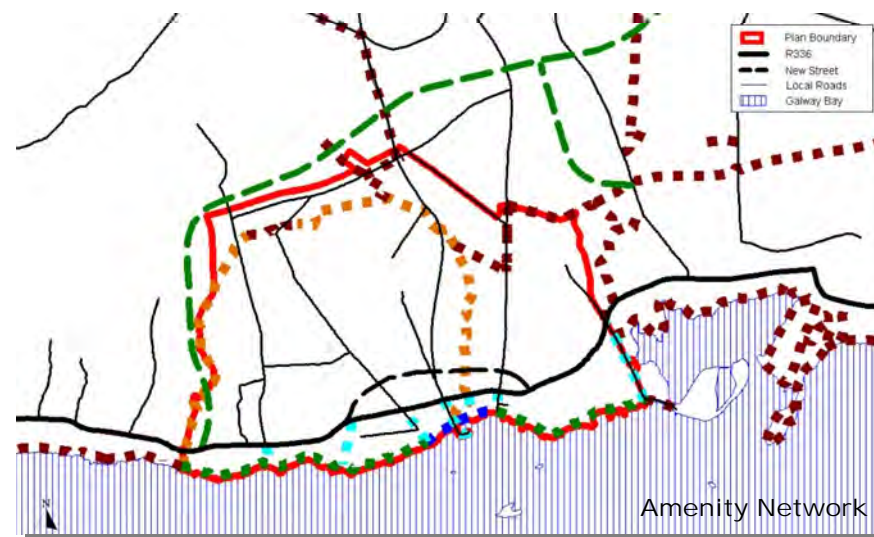 Plan Boundary
R336
New Street
Local Roads
Galway Bay
N
Amenity Network